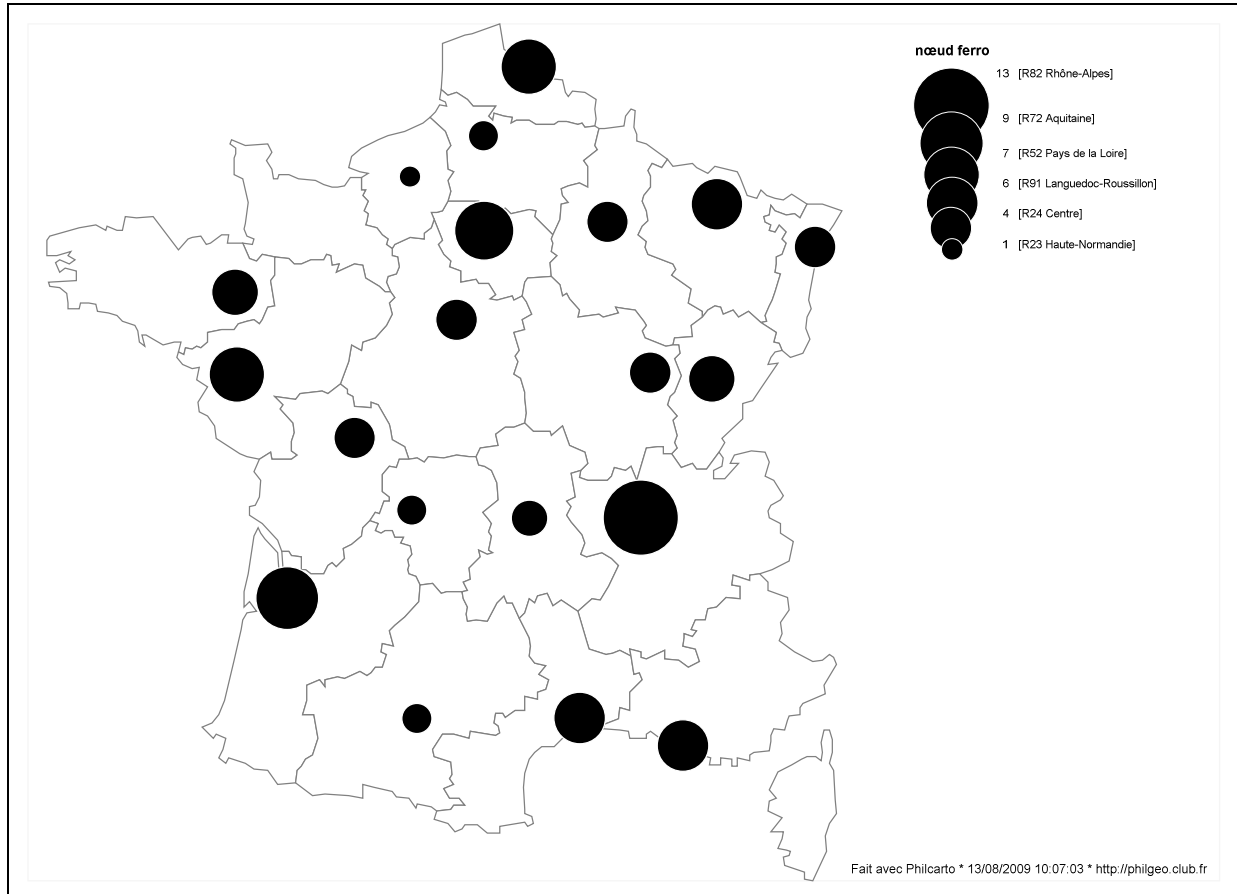 nœud ferro
13 [R82 Rhône-Alpes]
9 [R72 Aquitaine]
7 [R52 Pays de la Loire]
6 [R91 Languedoc-Roussillon]
4 [R24 Centre]
1 [R23 Haute-Normandie]
Fait avec Philcarto * 13/08/2009 10:07:03 * http://philgeo.club.fr